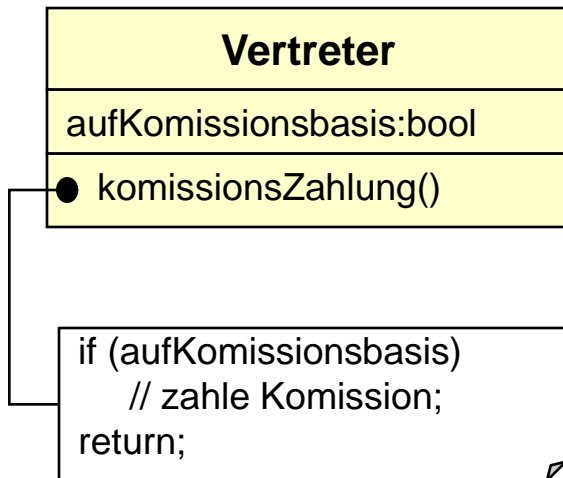 Vertreter
aufKomissionsbasis:bool
komissionsZahlung()
if (aufKomissionsbasis)
// zahle Komission;
return;